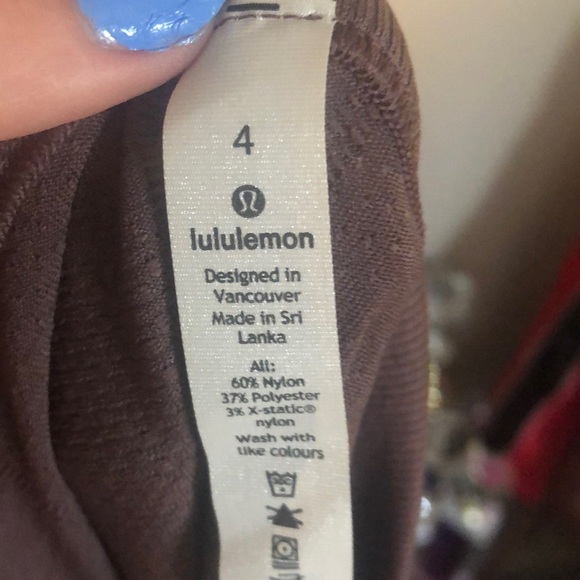 4
lululemon
Designed in
Vancouver
Made in Sri
Lanka
All:
60% Nylon
37% Polyester
3% X-static®
nylon
Wash with
like colours